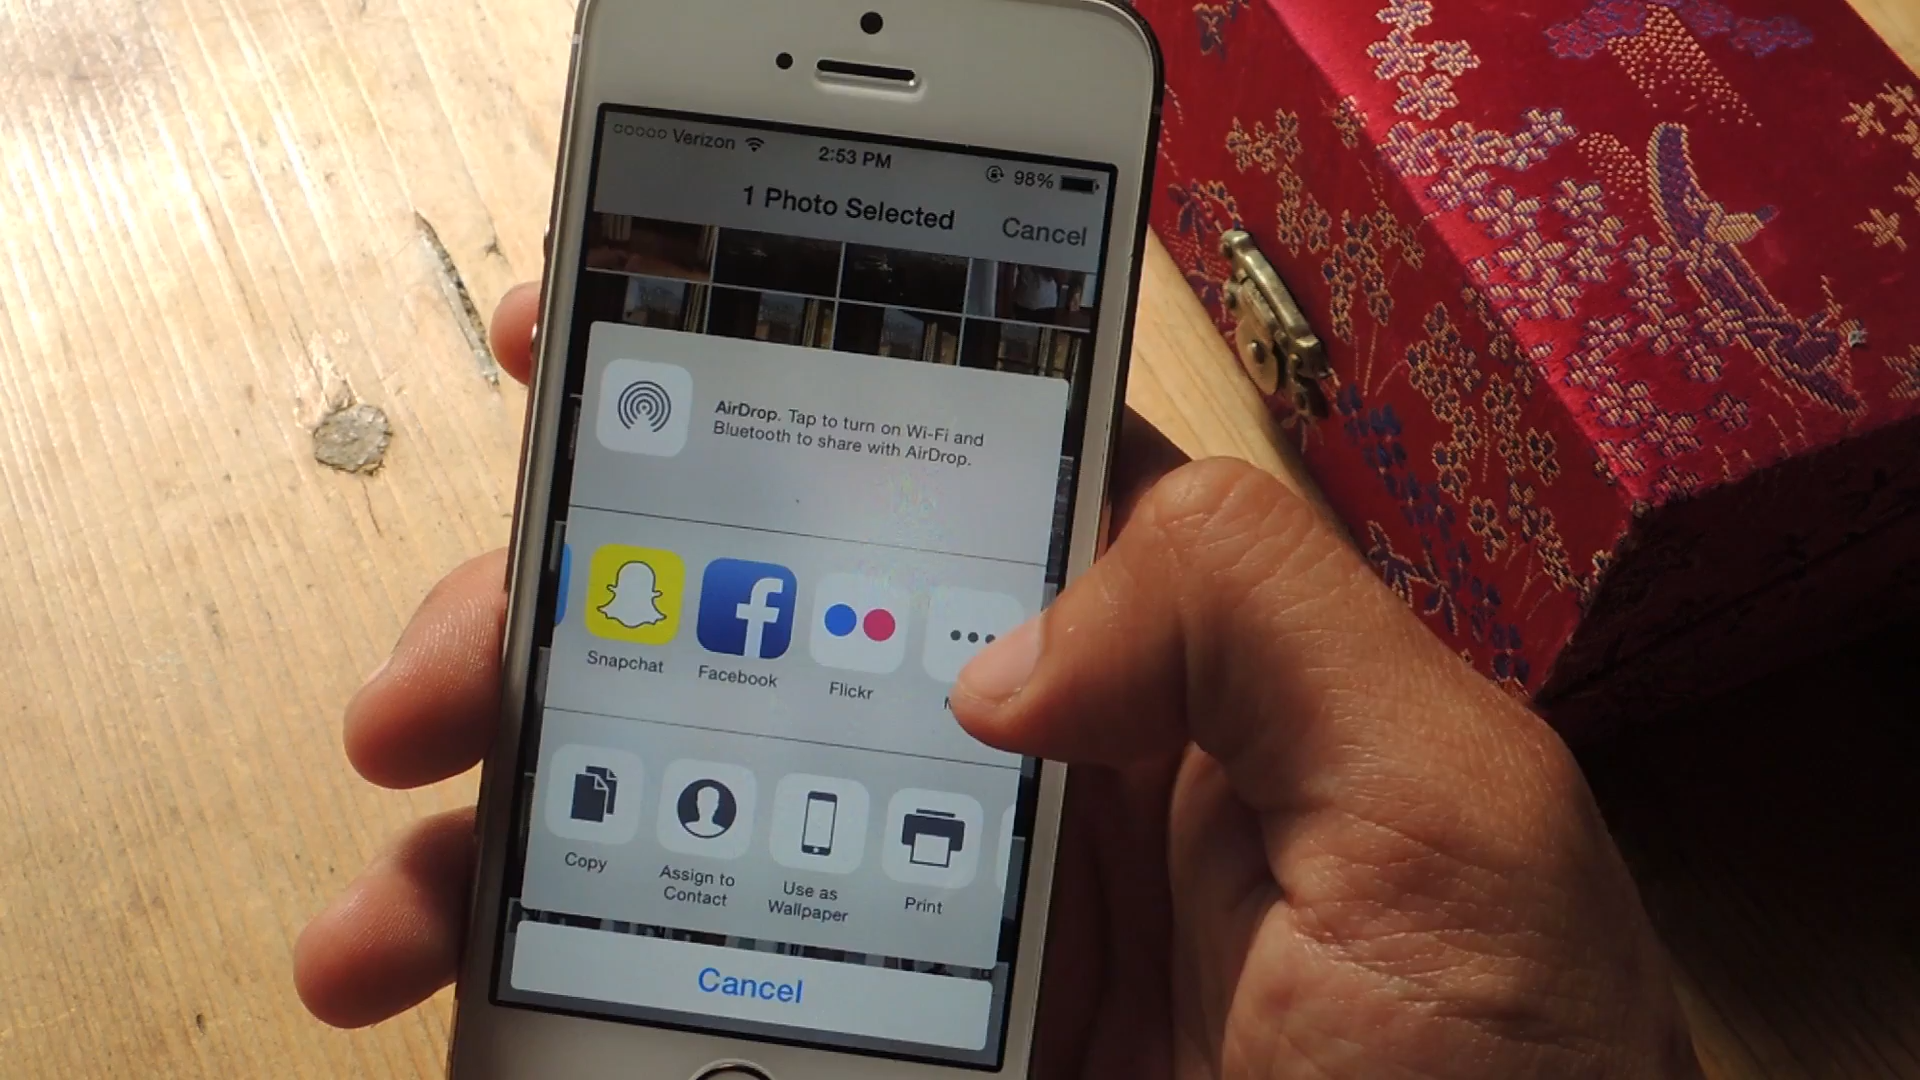 Verizon
2:53 PM
98%
1 Photo Selected
Cancel
AirDrop. Tap to turn on Wi-Fi and
Bluetooth to share with AirDrop.
Snapchat
Facebook
Flickr
Copy
Assign to
Contact
Use as
Wallpaper
Print
Cancel